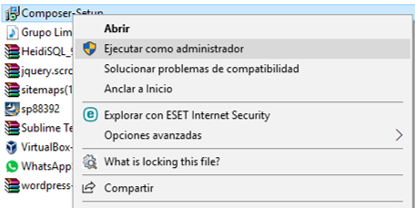 Composer-Setup
Abrir
Grupo Lim
Ejecutar como administrador
HeidiSQL_9
Solucionar problemas de compatibilidad
jquery.scro
Anclar a Inicio
sitemaps(1
sp88392
Explorar con ESET Internet Security
Sublime Te
Opciones avanzadas
VirtualBox-
What is locking this file?
WhatsApp
wordpress-
Compartir